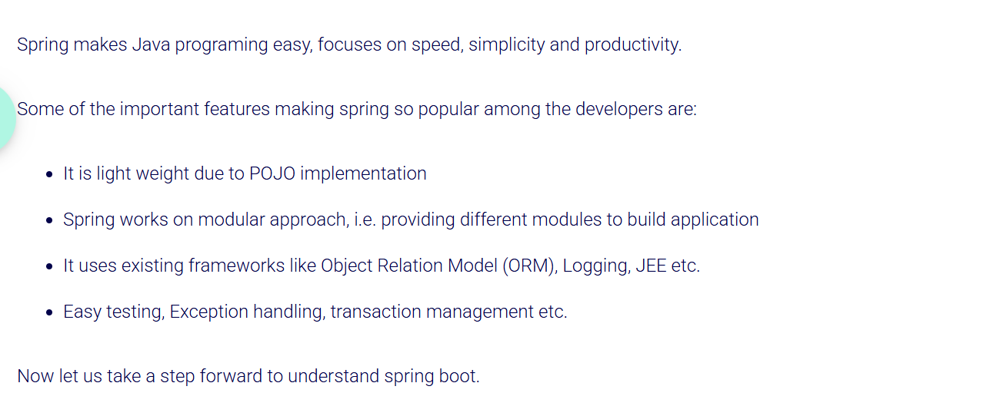 Spring makes Java programing easy, focuses on speed, simplicity and productivity.
Some of the important features making spring so popular among the developers are:
• It is light weight due to POJO implementation
• Spring works on modular approach, i.e. providing different modules to build application
• It uses existing frameworks like Object Relation Model (ORM), Logging, JEE etc.
• Easy testing, Exception handling, transaction management etc.
Now let us take a step forward to understand spring boot.